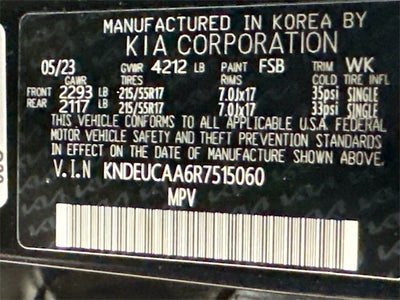 MANUFACTURED IN KOREA BY
KIA CORPORATION
05/23 GVWR 4212 LB PAINT FSB TRIM WK
GAWR TIRES RIMS COLD TIRE INFL
FRONT 2293 LB -215/55R17 7.0Jx17 35psi SINGLE
REAR 2117 LB -215/55R17 7.0Jx17 33psi SINGLE
THIS VEHICLE CONFORMS TO ALL APPLICABLE U.S.A. FEDERAL
MOTOR VEHICLE SAFETY AND THEFT PREVENTION STANDARDS
IN EFFECT ON THE DATE OF MANUFACTURE SHOWN ABOVE.
V.I.N KNDEUCAA6R7515060
MPV